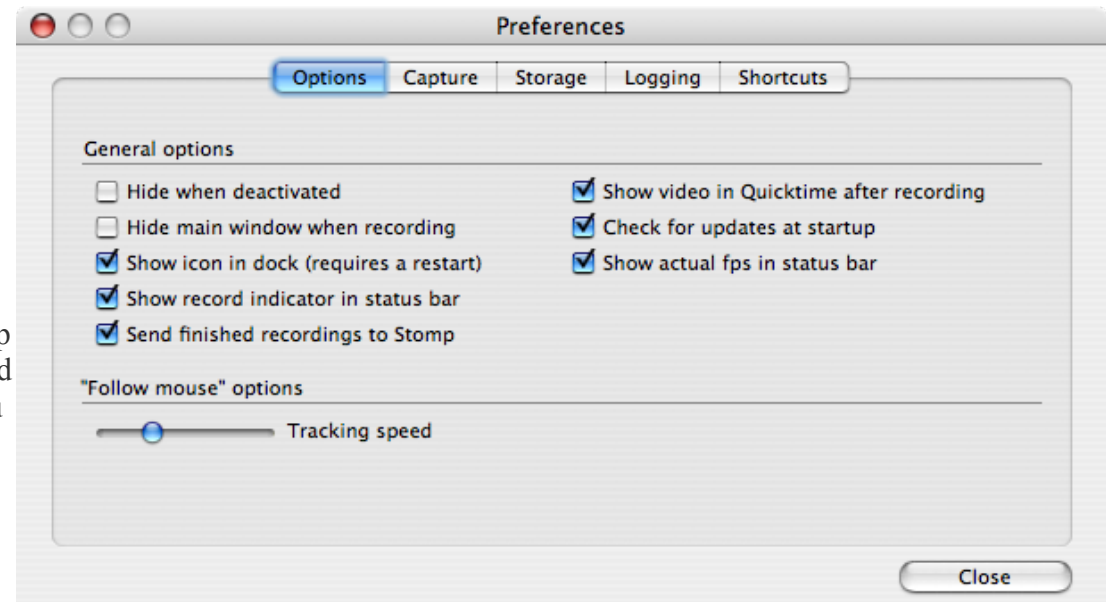 Preferences
Options Capture Storage Logging Shortcuts
General options
Hide when deactivated
Hide main window when recording
Show icon in dock (requires a restart)
Show record indicator in status bar
Send finished recordings to Stomp
Show video in Quicktime after recording
Check for updates at startup
Show actual fps in status bar
"Follow mouse" options
Tracking speed
Close